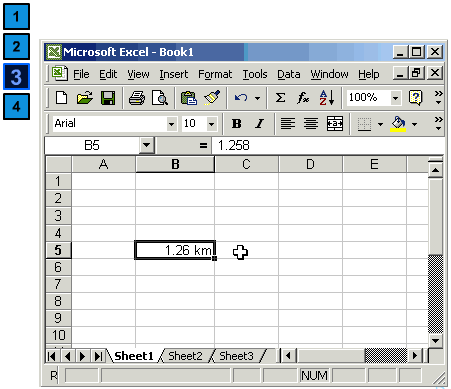 1
2
3
4
Microsoft Excel - Book1
File Edit View Insert Format Tools Data Window Help
Σ fx A Z 100% ? »
Arial 10 B I a »
B5 = 1.258
A B C D E
1
2
3
4
5 1.26 km
6
7
8
9
10
Sheet1 Sheet2 Sheet3
R NUM